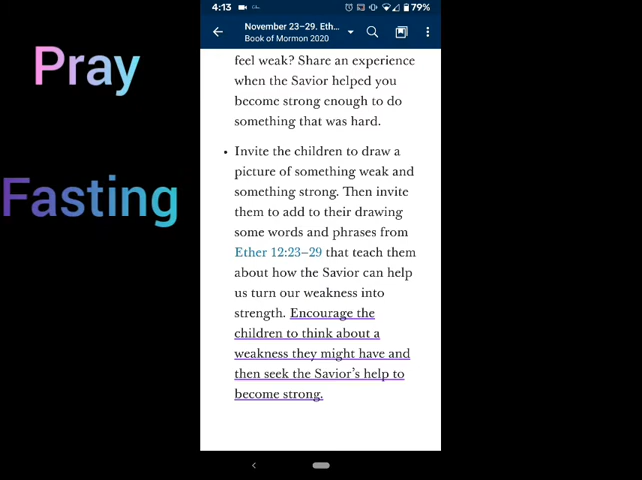 Pray
Fasting
4:13
79%
November 23–29. Eth...
Book of Mormon 2020
feel weak? Share an experience
when the Savior helped you
become strong enough to do
something that was hard.
• Invite the children to draw a
picture of something weak and
something strong. Then invite
them to add to their drawing
some words and phrases from
Ether 12:23–29 that teach them
about how the Savior can help
us turn our weakness into
strength. Encourage the
children to think about a
weakness they might have and
then seek the Savior’s help to
become strong.